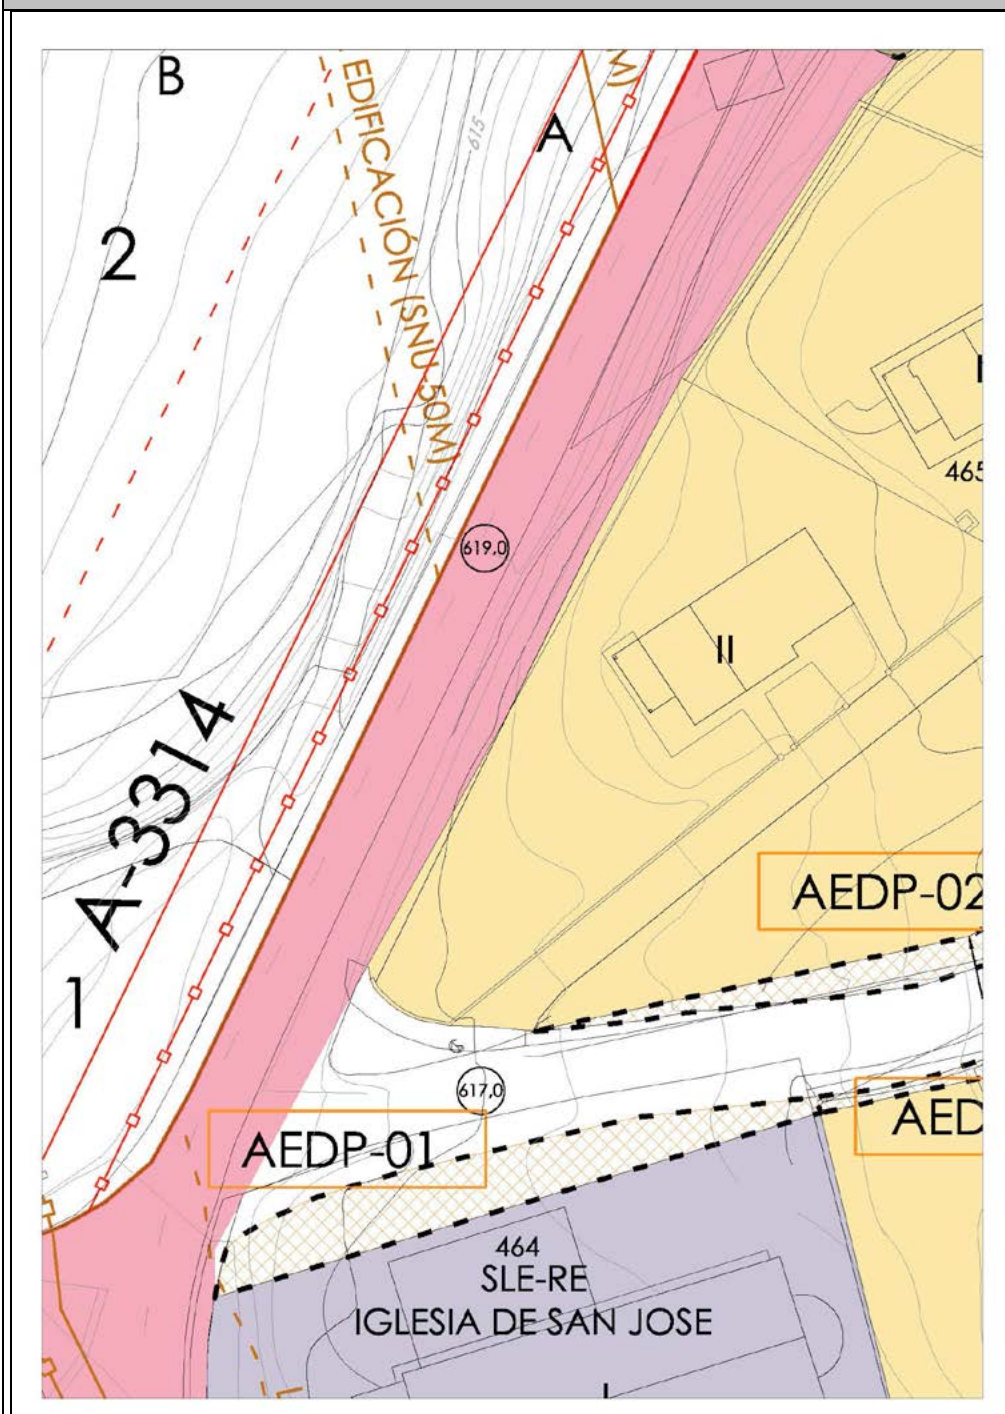 B
M)
EDIFICACIÓN (SNU-50M)
615
A
2
465
619,0
II
A-3314
AEDP-02
1
617,0
AED
AEDP-01
464
SLE-RE
IGLESIA DE SAN JOSE
I